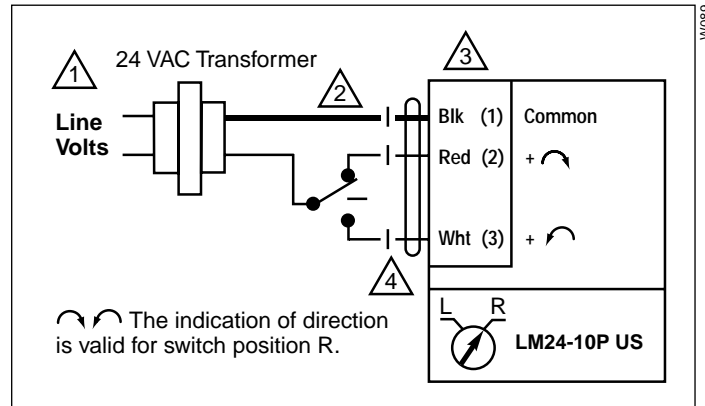 W089
1 24 VAC Transformer
2
3
Line
Volts
Blk (1) Common
Red (2) +
Wht (3) +
4
The indication of direction
is valid for switch position R.
L R
LM24-10P US